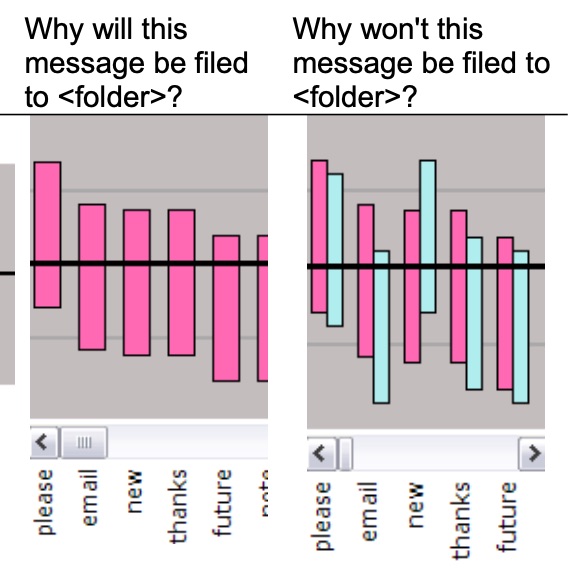 Why will this
message be filed
to <folder>?
Why won't this
message be filed to
<folder>?
please
email
new
thanks
future
please
email
new
thanks
future